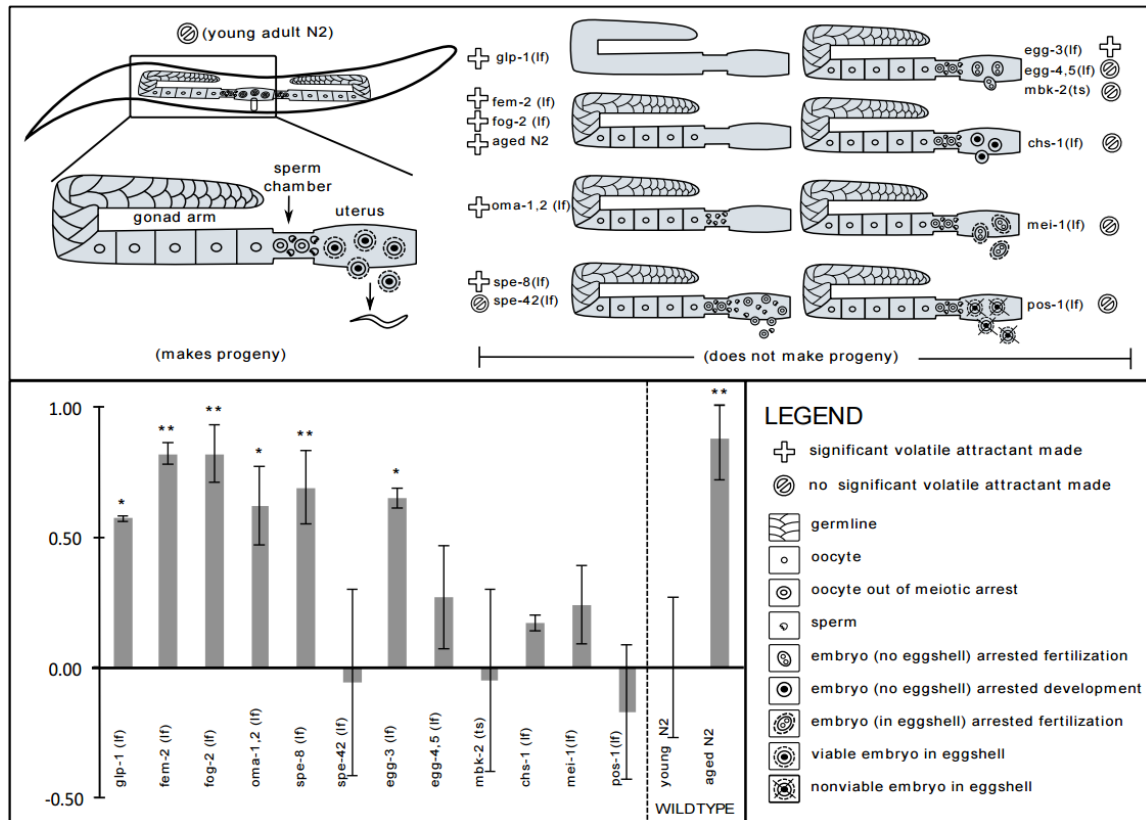 (young adult N2)
sperm
chamber
gonad arm
uterus
(makes progeny)
glp-1(lf)
fem-2 (lf)
fog-2 (lf)
aged N2
oma-1,2 (lf)
spe-8(lf)
spe-42(lf)
egg-3(lf)
egg-4,5(lf)
mbk-2(ts)
chs-1(lf)
mei-1(lf)
pos-1(lf)
(does not make progeny)
1.00
0.50
0.00
-0.50
*
**
**
*
**
*
**
glp-1 (lf)
fem-2 (lf)
fog-2 (lf)
oma-1,2 (lf)
spe-8 (lf)
spe-42 (lf)
egg-3 (lf)
egg-4,5 (lf)
mbk-2 (ts)
chs-1 (lf)
mei-1(lf)
pos-1(lf)
young N2
aged N2
WILDTYPE
LEGEND
significant volatile attractant made
no significant volatile attractant made
germline
oocyte
oocyte out of meiotic arrest
sperm
embryo (no eggshell) arrested fertilization
embryo (no eggshell) arrested development
embryo (in eggshell) arrested fertilization
viable embryo in eggshell
nonviable embryo in eggshell